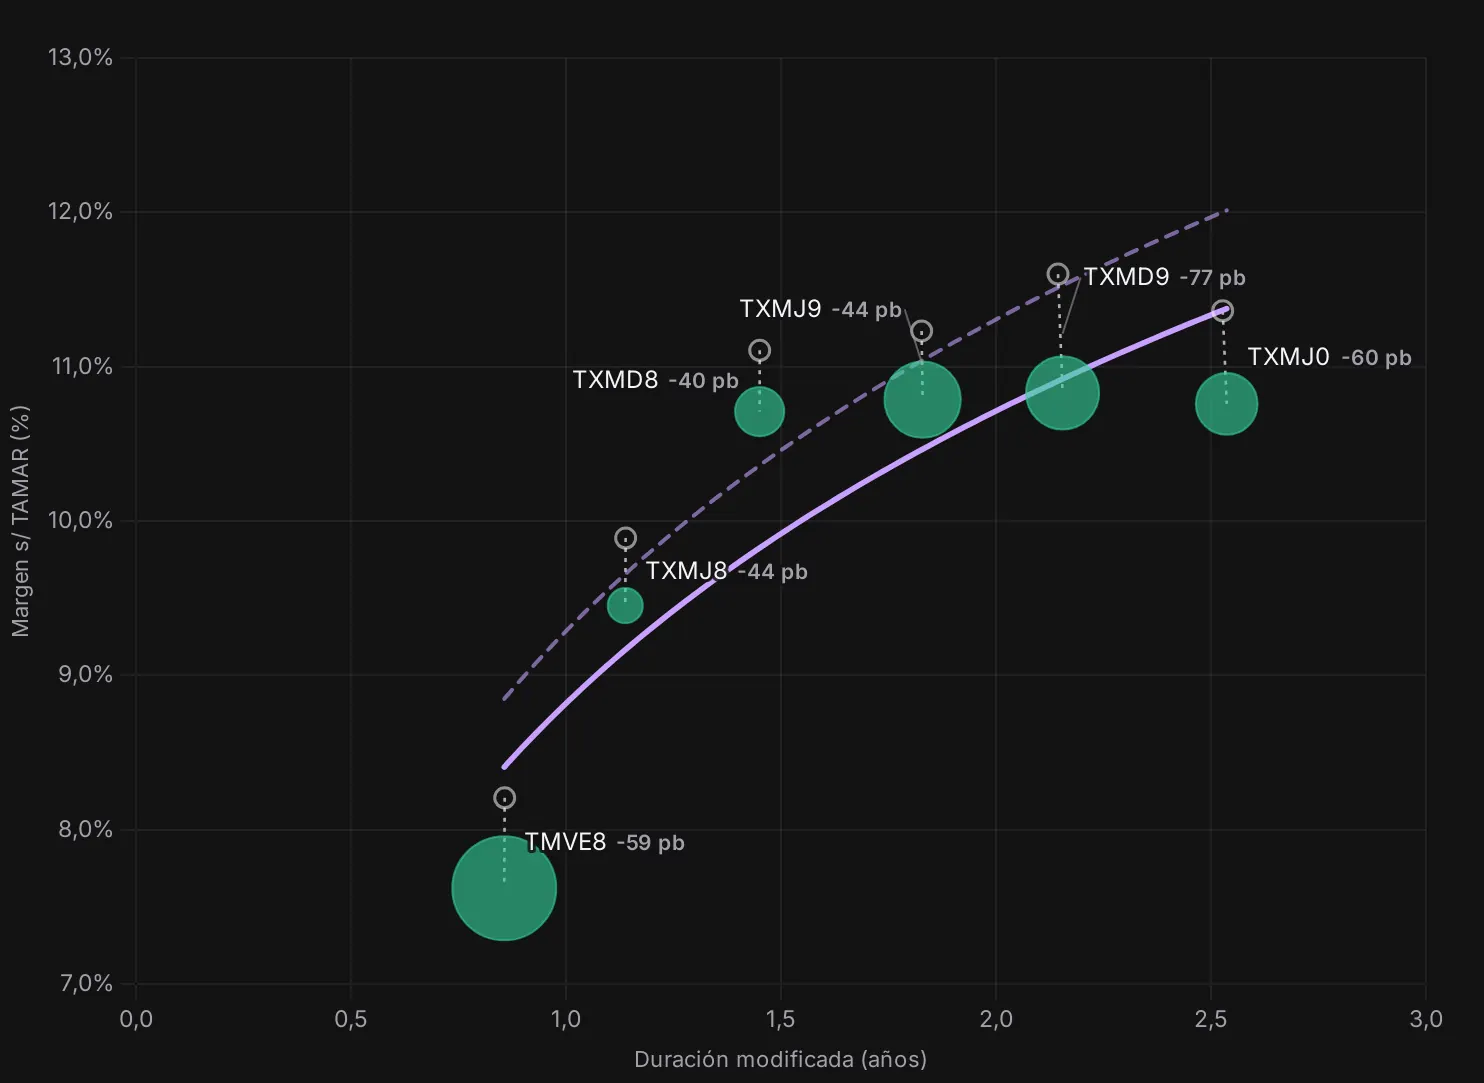 13,0%
12,0%
11,0%
10,0%
9,0%
8,0%
7,0%
Margen s/ TAMAR (%)
TXMD9 -77 pb
TXMJ9 -44 pb
TXMJ0 -60 pb
TXMD8 -40 pb
TXMJ8 -44 pb
TMVE8 -59 pb
0,0 0,5 1,0 1,5 2,0 2,5 3,0
Duración modificada (años)